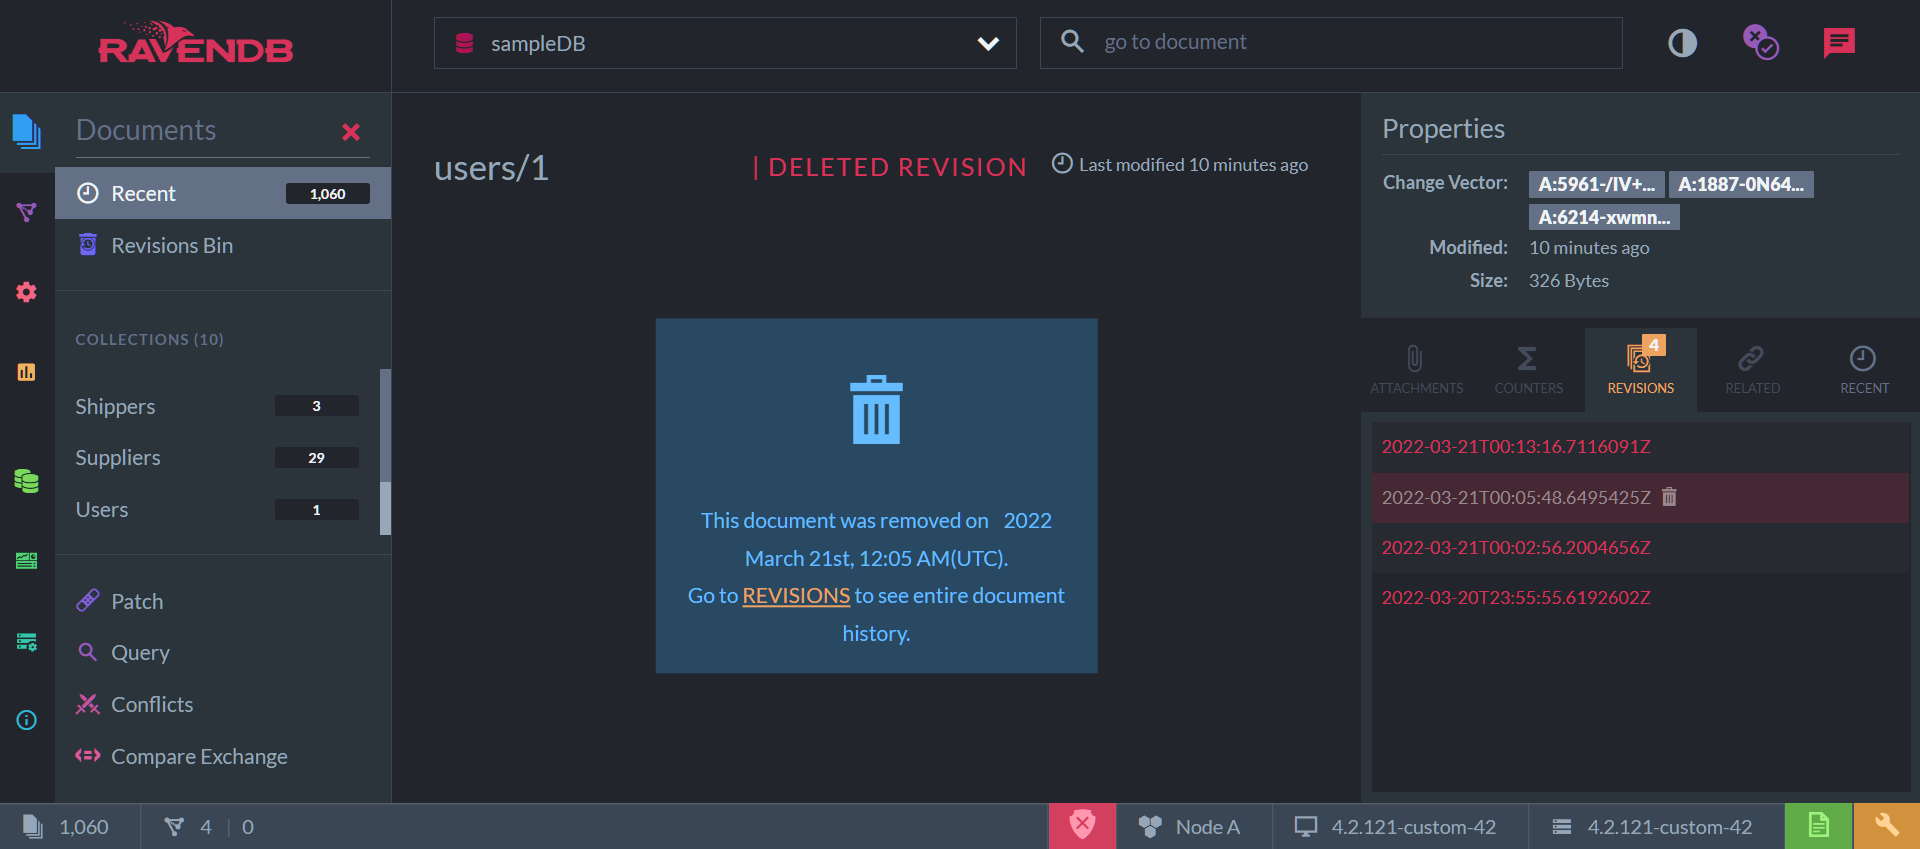 RAVENDB
sampleDB
go to document
Documents
Recent 1,060
Revisions Bin
COLLECTIONS (10)
Shippers 3
Suppliers 29
Users 1
Patch
Query
Conflicts
Compare Exchange
users/1
| DELETED REVISION
Last modified 10 minutes ago
This document was removed on 2022
March 21st, 12:05 AM(UTC).
Go to REVISIONS to see entire document
history.
Properties
Change Vector: A:5961-/IV+... A:1887-0N64...
A:6214-xwmn...
Modified: 10 minutes ago
Size: 326 Bytes
4
ATTACHMENTS COUNTERS REVISIONS RELATED RECENT
2022-03-21T00:13:16.7116091Z
2022-03-21T00:05:48.6495425Z
2022-03-21T00:02:56.2004656Z
2022-03-20T23:55:55.6192602Z
1,060 4 | 0 Node A 4.2.121-custom-42 4.2.121-custom-42